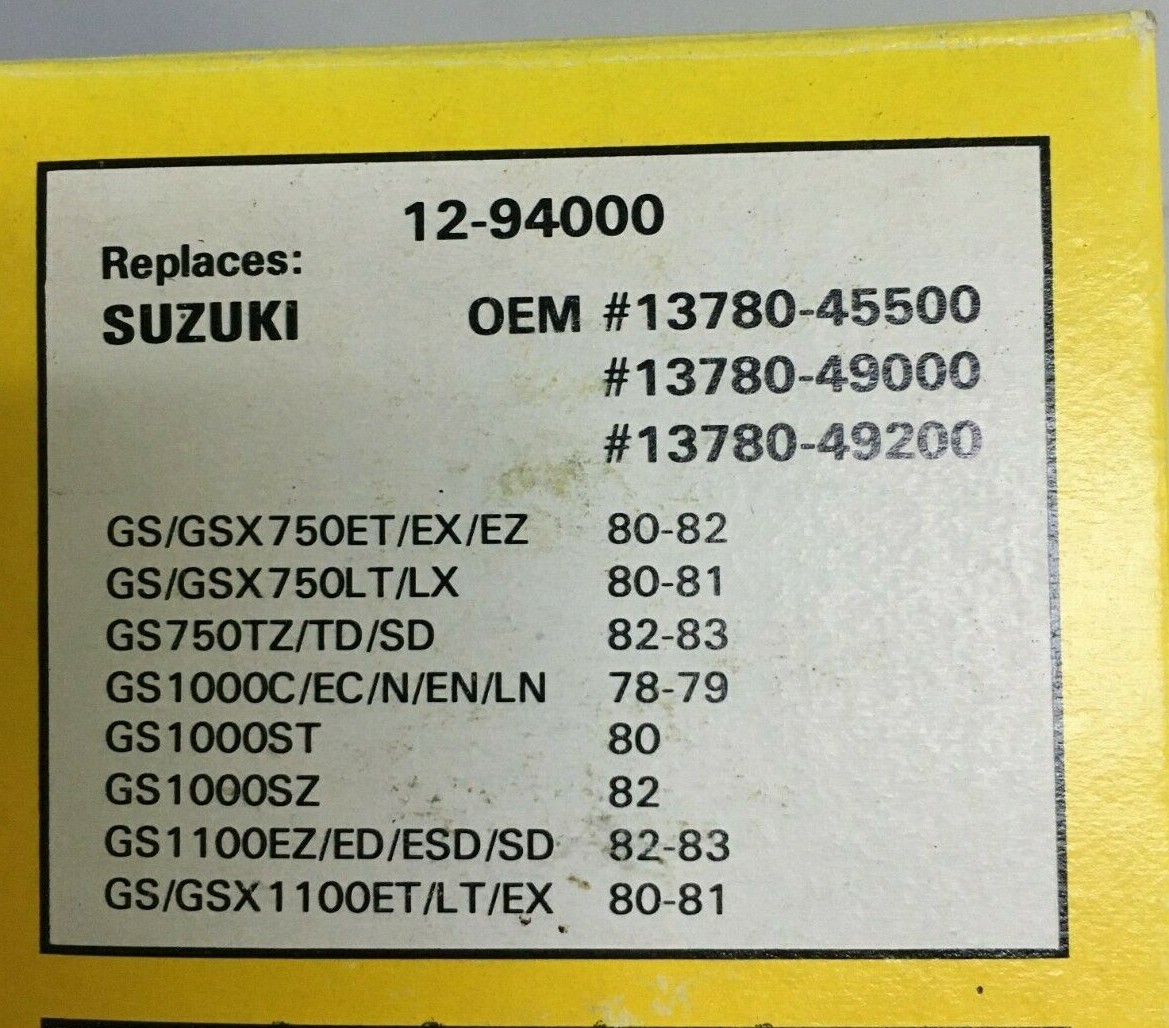 12-94000
Replaces:
SUZUKI OEM #13780-45500
#13780-49000
#13780-49200
GS/GSX750ET/EX/EZ 80-82
GS/GSX750LT/LX 80-81
GS750TZ/TD/SD 82-83
GS1000C/EC/N/EN/LN 78-79
GS1000ST 80
GS1000SZ 82
GS1100EZ/ED/ESD/SD 82-83
GS/GSX1100ET/LT/EX 80-81